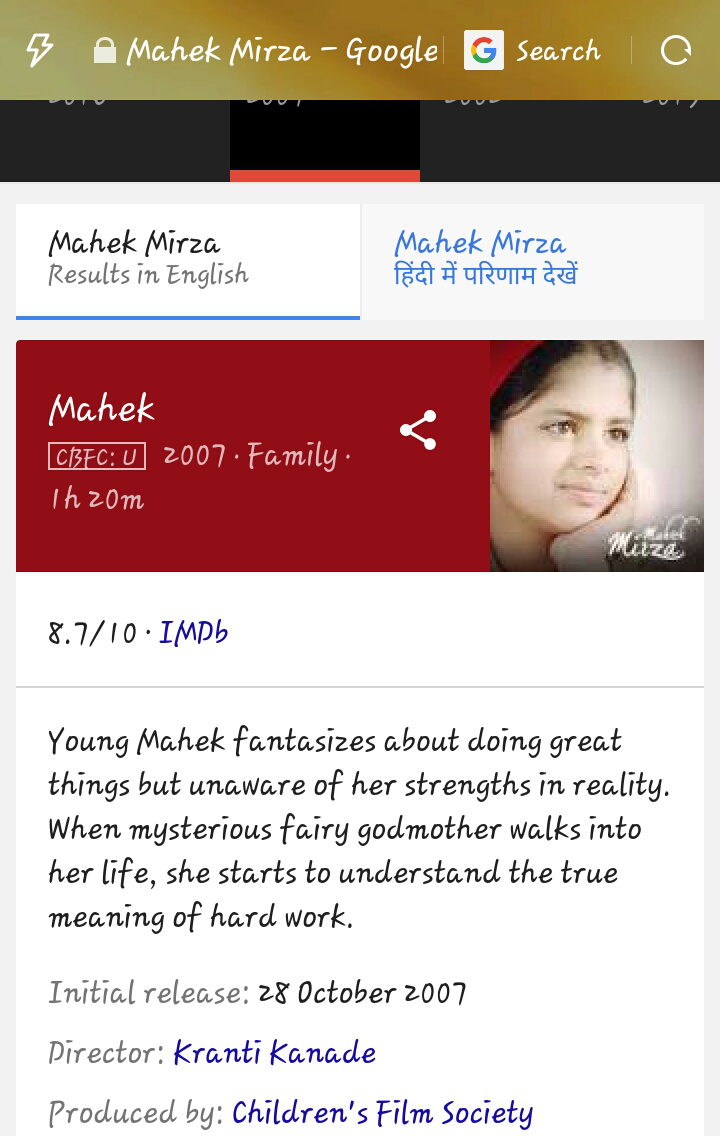 Mahek Mirza – Google
Search
Mahek Mirza
Results in English
Mahek Mirza
हिंदी में परिणाम देखें
Mahek
CBFC: U 2007 · Family ·
1h 20m
Mahek
Mirza
8.7/10 · IMDb
Young Mahek fantasizes about doing great
things but unaware of her strengths in reality.
When mysterious fairy godmother walks into
her life, she starts to understand the true
meaning of hard work.
Initial release: 28 October 2007
Director: Kranti Kanade
Produced by: Children's Film Society